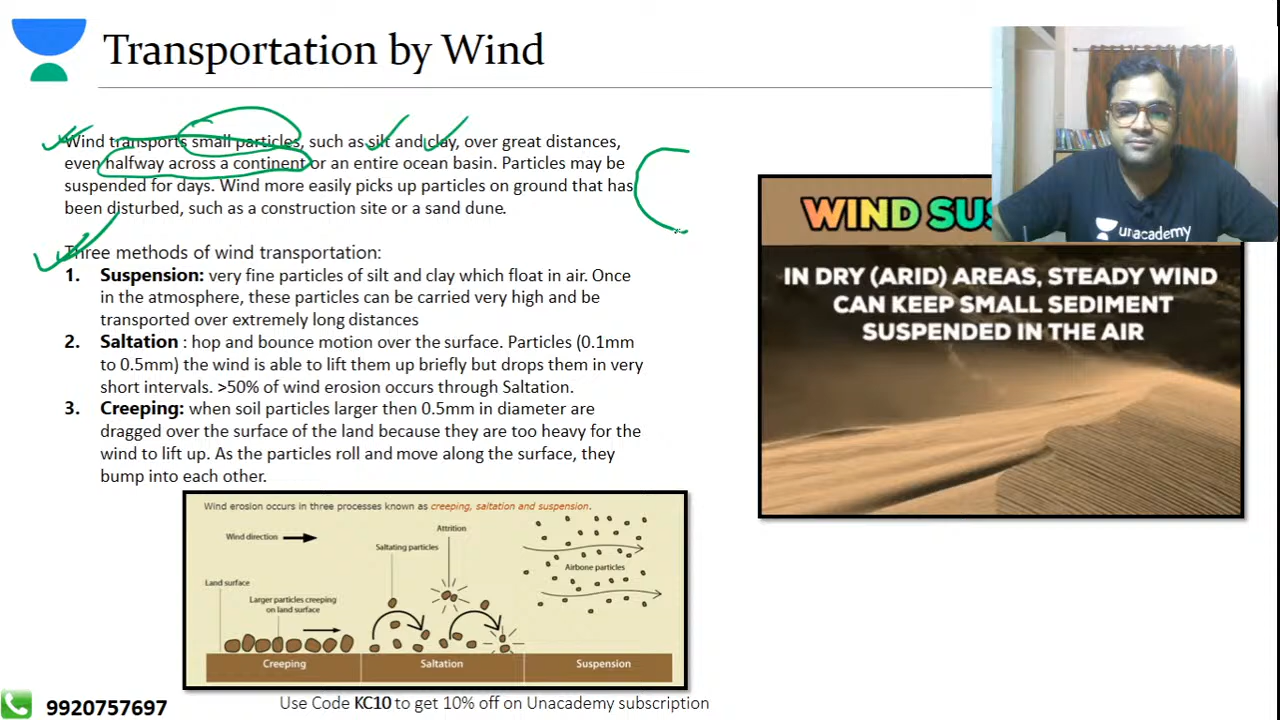 Transportation by Wind
Wind transports small particles, such as silt and clay, over great distances,
even halfway across a continent or an entire ocean basin. Particles may be
suspended for days. Wind more easily picks up particles on ground that has
been disturbed, such as a construction site or a sand dune.
Three methods of wind transportation:
1. Suspension: very fine particles of silt and clay which float in air. Once
in the atmosphere, these particles can be carried very high and be
transported over extremely long distances
2. Saltation : hop and bounce motion over the surface. Particles (0.1mm
to 0.5mm) the wind is able to lift them up briefly but drops them in very
short intervals. >50% of wind erosion occurs through Saltation.
3. Creeping: when soil particles larger then 0.5mm in diameter are
dragged over the surface of the land because they are too heavy for the
wind to lift up. As the particles roll and move along the surface, they
bump into each other.
Wind erosion occurs in three processes known as creeping, saltation and suspension.
Wind direction
Attrition
Saltating particles
Airbone particles
Land surface
Larger particles creeping
on land surface
Creeping
Saltation
Suspension
WIND
unacademy
IN DRY (ARID) AREAS, STEADY WIND
CAN KEEP SMALL SEDIMENT
SUSPENDED IN THE AIR
9920757697
Use Code KC10 to get 10% off on Unacademy subscription